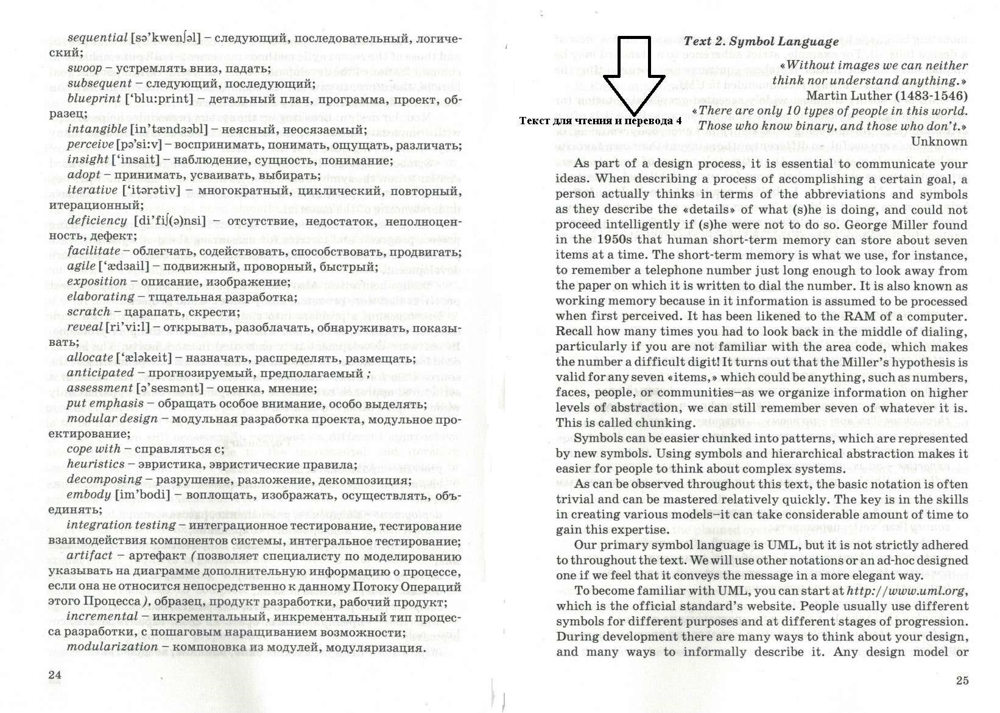 sequential [sə’kwenʃəl] – следующий, последовательный, логиче-
ский;
swoop – устремлять вниз, падать;
subsequent – следующий, последующий;
blueprint [‘blu:print] – детальный план, программа, проект, об-
разец;
intangible [in’tændʒəbl] – неясный, неосязаемый;
perceive [pə’si:v] – воспринимать, понимать, ощущать, различать;
insight [‘insait] – наблюдение, сущность, понимание;
adopt – принимать, усваивать, выбирать;
iterative [‘itərətiv] – многократный, циклический, повторный,
итерационный;
deficiency [di’fiʃ(ə)nsi] – отсутствие, недостаток, неполноцен-
ность, дефект;
facilitate – облегчать, содействовать, способствовать, продвигать;
agile [‘ædʒail] – подвижный, проворный, быстрый;
exposition – описание, изображение;
elaborating – тщательная разработка;
scratch – царапать, скрести;
reveal [ri’vi:l] – открывать, разоблачать, обнаруживать, показы-
вать;
allocate [‘æləkeit] – назначать, распределять, размещать;
anticipated – прогнозируемый, предполагаемый ;
assessment [ə’sesmənt] – оценка, мнение;
put emphasis – обращать особое внимание, особо выделять;
modular design – модульная разработка проекта, модульное про-
ектирование;
cope with – справляться с;
heuristics – эвристика, эвристические правила;
decomposing – разрушение, разложение, декомпозиция;
embody [im’bodi] – воплощать, изображать, осуществлять, объ-
единять;
integration testing – интеграционное тестирование, тестирование
взаимодействия компонентов системы, интегральное тестирование;
artifact – артефакт (позволяет специалисту по моделированию
указывать на диаграмме дополнительную информацию о процессе,
если она не относится непосредственно к данному Потоку Операций
этого Процесса), образец, продукт разработки, рабочий продукт;
incremental – инкрементальный, инкрементальный тип процес-
са разработки, с пошаговым наращиванием возможности;
modularization – компоновка из модулей, модуляризация.
24
Text 2. Symbol Language
«Without images we can neither
think nor understand anything.»
Martin Luther (1483-1546)
«There are only 10 types of people in this world.
Текст для чтения и перевода 4
Those who know binary, and those who don’t.»
Unknown
As part of a design process, it is essential to communicate your
ideas. When describing a process of accomplishing a certain goal, a
person actually thinks in terms of the abbreviations and symbols
as they describe the «details» of what (s)he is doing, and could not
proceed intelligently if (s)he were not to do so. George Miller found
in the 1950s that human short-term memory can store about seven
items at a time. The short-term memory is what we use, for instance,
to remember a telephone number just long enough to look away from
the paper on which it is written to dial the number. It is also known as
working memory because in it information is assumed to be processed
when first perceived. It has been likened to the RAM of a computer.
Recall how many times you had to look back in the middle of dialing,
particularly if you are not familiar with the area code, which makes
the number a difficult digit! It turns out that the Miller’s hypothesis is
valid for any seven «items,» which could be anything, such as numbers,
faces, people, or communities–as we organize information on higher
levels of abstraction, we can still remember seven of whatever it is.
This is called chunking.
Symbols can be easier chunked into patterns, which are represented
by new symbols. Using symbols and hierarchical abstraction makes it
easier for people to think about complex systems.
As can be observed throughout this text, the basic notation is often
trivial and can be mastered relatively quickly. The key is in the skills
in creating various models–it can take considerable amount of time to
gain this expertise.
Our primary symbol language is UML, but it is not strictly adhered
to throughout the text. We will use other notations or an ad-hoc designed
one if we feel that it conveys the message in a more elegant way.
To become familiar with UML, you can start at http://www.uml.org,
which is the official standard’s website. People usually use different
symbols for different purposes and at different stages of progression.
During development there are many ways to think about your design,
and many ways to informally describe it. Any design model or
25